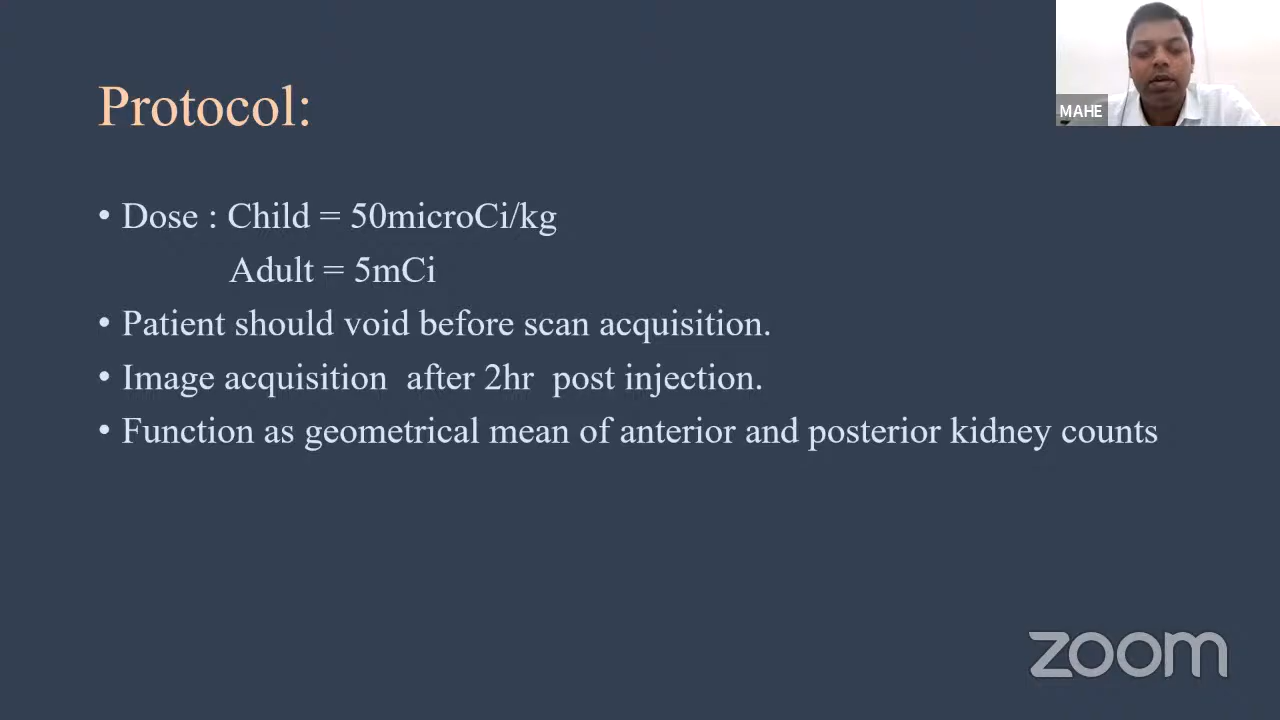 MAHE
Protocol:
• Dose : Child = 50microCi/kg
Adult = 5mCi
• Patient should void before scan acquisition.
• Image acquisition after 2hr post injection.
• Function as geometrical mean of anterior and posterior kidney counts
zoom